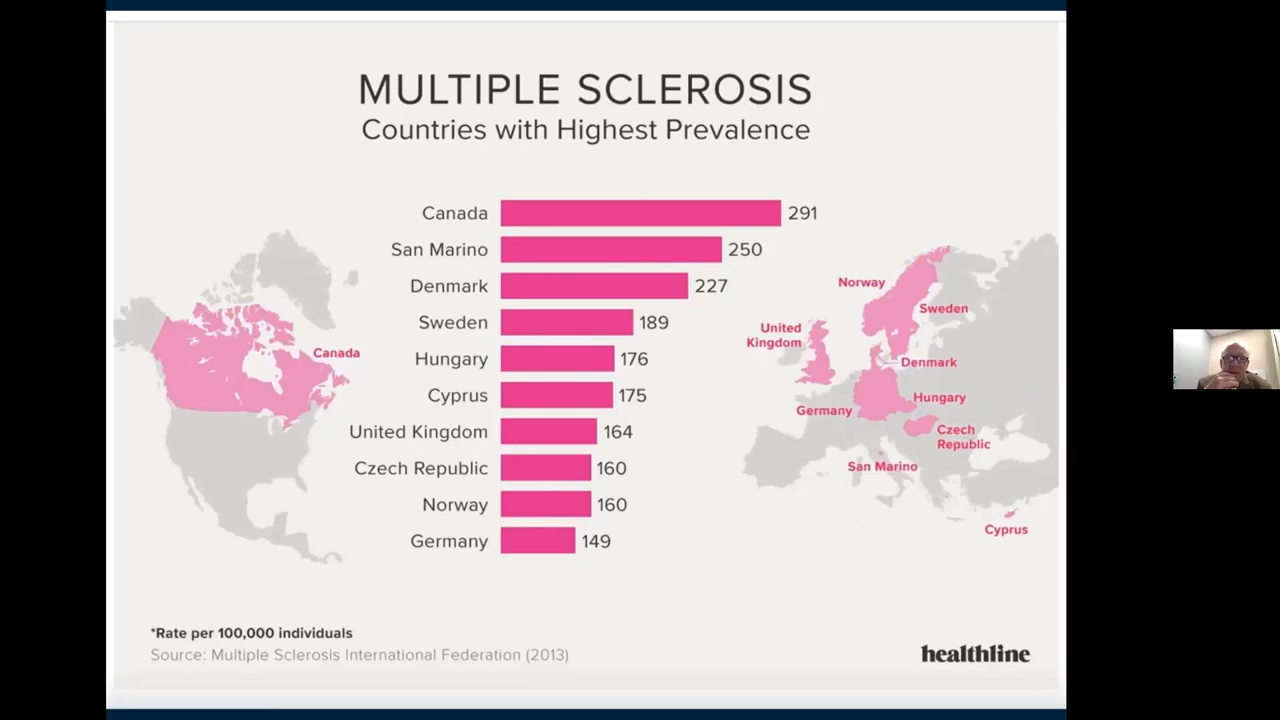 MULTIPLE SCLEROSIS
Countries with Highest Prevalence
Canada 291
San Marino 250
Denmark 227
Sweden 189
Hungary 176
Cyprus 175
United Kingdom 164
Czech Republic 160
Norway 160
Germany 149
Canada
Norway
Sweden
United
Kingdom
Denmark
Hungary
Germany
Czech
Republic
San Marino
Cyprus
*Rate per 100,000 individuals
Source: Multiple Sclerosis International Federation (2013)
healthline